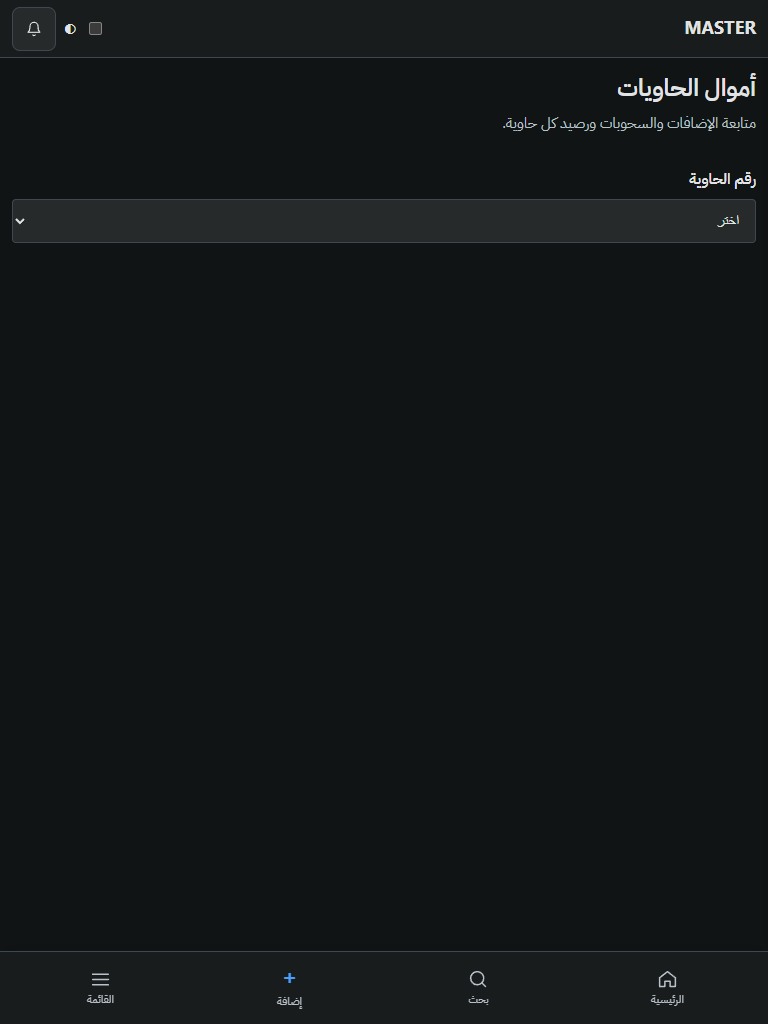 MASTER
أموال الحاويات
متابعة الإضافات والسحوبات ورصيد كل حاوية.
رقم الحاوية
اختر
الرئيسية
بحث
إضافة
القائمة